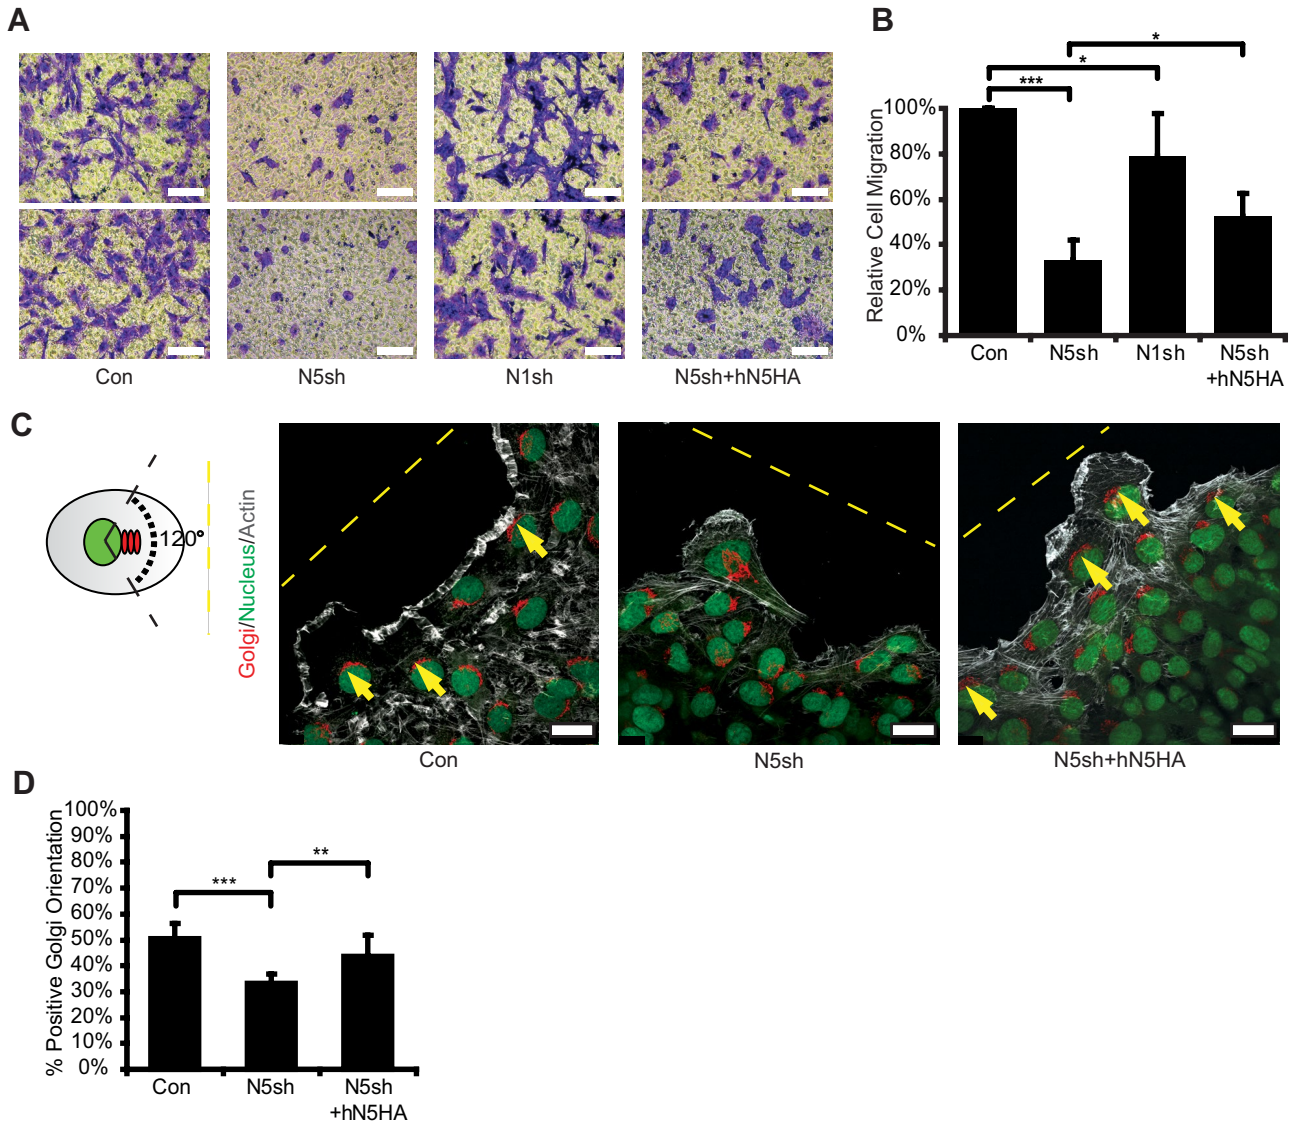 A
Con
N5sh
N1sh
N5sh+hN5HA
B
Relative Cell Migration
100%
80%
60%
40%
20%
0%
***
*
*
Con
N5sh
N1sh
N5sh
+hN5HA
C
120°
Golgi/Nucleus/Actin
Con
N5sh
N5sh+hN5HA
D
% Positive Golgi Orientation
100%
90%
80%
70%
60%
50%
40%
30%
20%
10%
0%
***
**
Con
N5sh
N5sh
+hN5HA